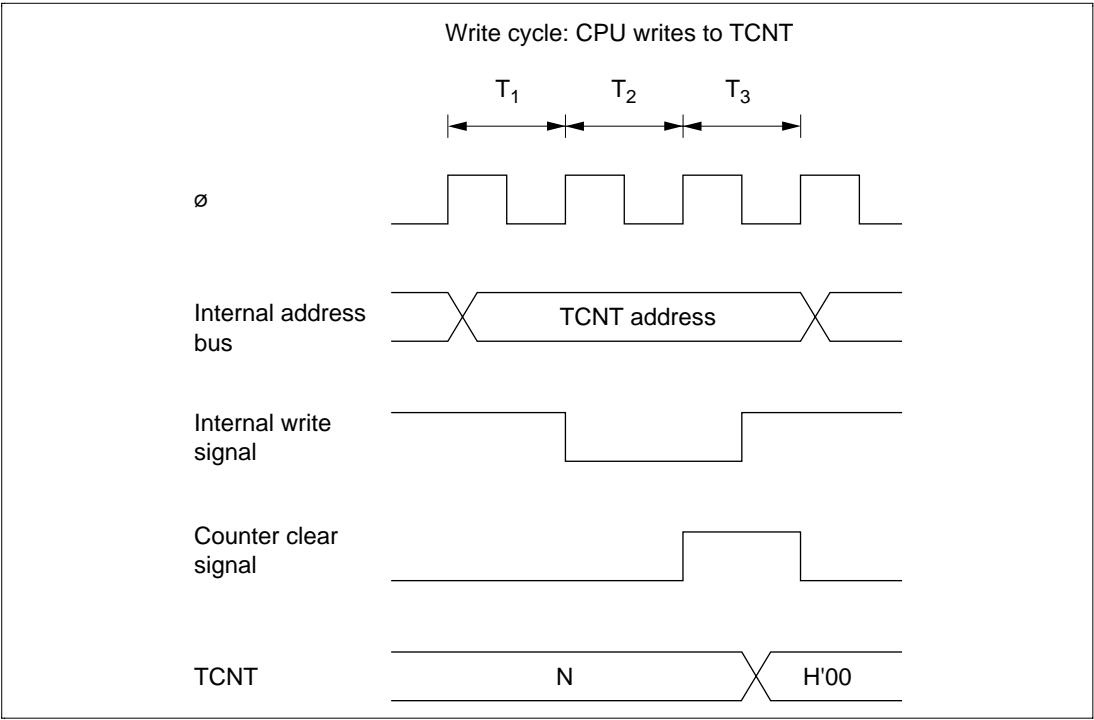 Write cycle: CPU writes to TCNT
T1 T2 T3
ø
Internal address
bus
TCNT address
Internal write
signal
Counter clear
signal
TCNT N H'00